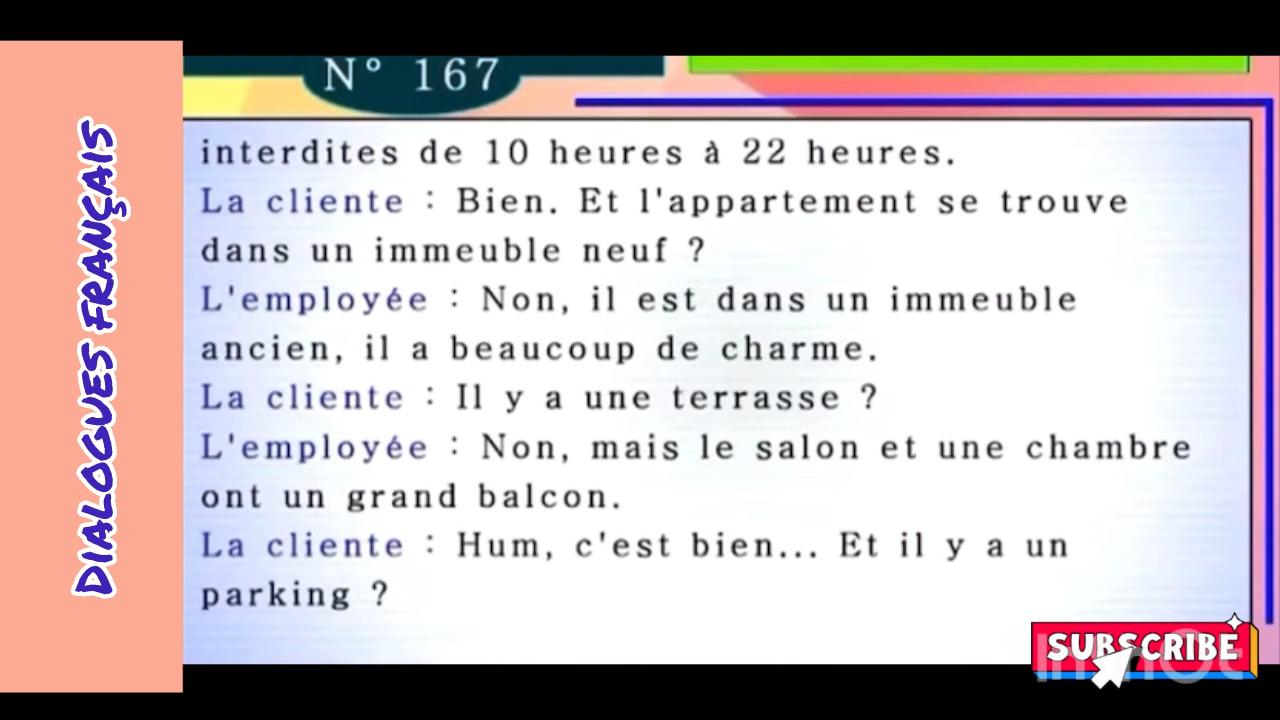 DIALOGUES FRANÇAIS
N° 167
interdites de 10 heures à 22 heures.
La cliente : Bien. Et l'appartement se trouve
dans un immeuble neuf ?
L'employée : Non, il est dans un immeuble
ancien, il a beaucoup de charme.
La cliente : Il y a une terrasse ?
L'employée : Non, mais le salon et une chambre
ont un grand balcon.
La cliente : Hum, c'est bien... Et il y a un
parking ?
SUBSCRIBE